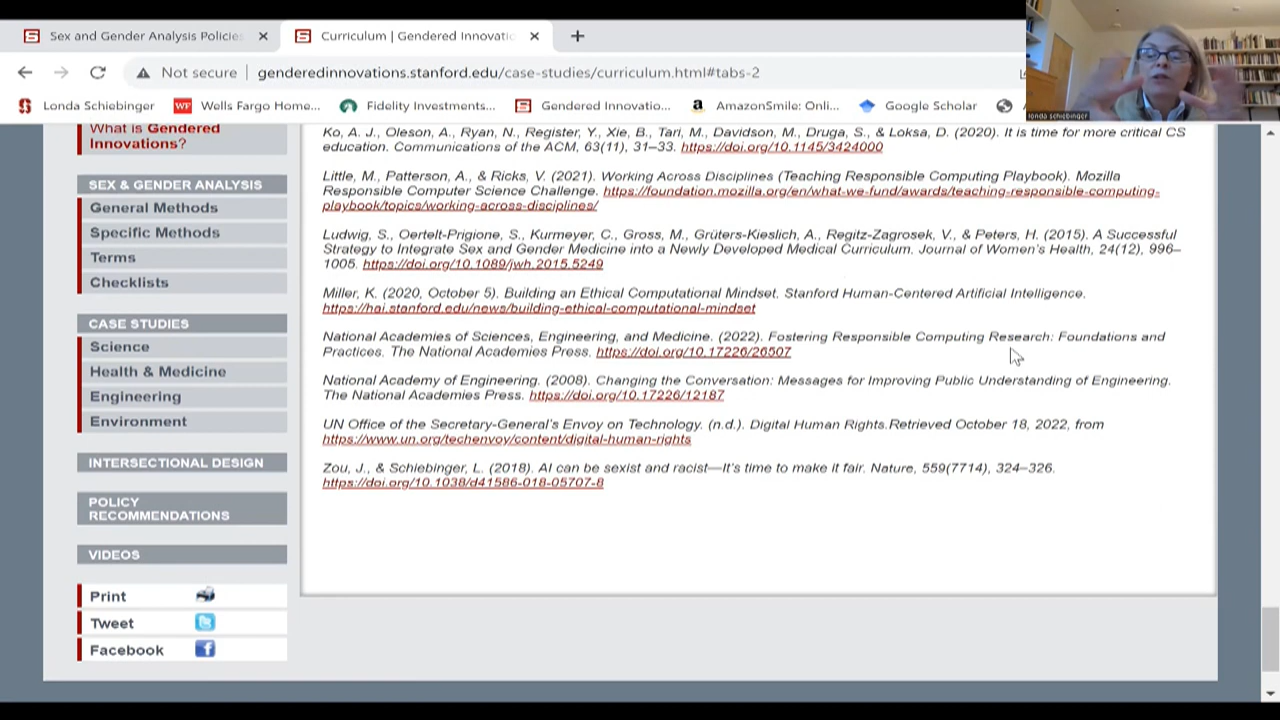 Sex and Gender Analysis Policies
Curriculum | Gendered Innovati
Not secure
genderedinnovations.stanford.edu/case-studies/curriculum.html#tabs-2
Londa Schiebinger
Wells Fargo Home...
Fidelity Investments...
Gendered Innovatio...
AmazonSmile: Onli...
Google Scholar
londa schiebinger
What is Gendered
Innovations?
SEX & GENDER ANALYSIS
General Methods
Specific Methods
Terms
Checklists
CASE STUDIES
Science
Health & Medicine
Engineering
Environment
INTERSECTIONAL DESIGN
POLICY
RECOMMENDATIONS
VIDEOS
Print
Tweet
Facebook
Ko, A. J., Oleson, A., Ryan, N., Register, Y., Xie, B., Tari, M., Davidson, M., Druga, S., & Loksa, D. (2020). It is time for more critical CS
education. Communications of the ACM, 63(11), 31–33. https://doi.org/10.1145/3424000
Little, M., Patterson, A., & Ricks, V. (2021). Working Across Disciplines (Teaching Responsible Computing Playbook). Mozilla
Responsible Computer Science Challenge. https://foundation.mozilla.org/en/what-we-fund/awards/teaching-responsible-computing-
playbook/topics/working-across-disciplines/
Ludwig, S., Oertelt-Prigione, S., Kurmeyer, C., Gross, M., Grüters-Kieslich, A., Regitz-Zagrosek, V., & Peters, H. (2015). A Successful
Strategy to Integrate Sex and Gender Medicine into a Newly Developed Medical Curriculum. Journal of Women's Health, 24(12), 996–
1005. https://doi.org/10.1089/jwh.2015.5249
Miller, K. (2020, October 5). Building an Ethical Computational Mindset. Stanford Human-Centered Artificial Intelligence.
https://hai.stanford.edu/news/building-ethical-computational-mindset
National Academies of Sciences, Engineering, and Medicine. (2022). Fostering Responsible Computing Research: Foundations and
Practices. The National Academies Press. https://doi.org/10.17226/26507
National Academy of Engineering. (2008). Changing the Conversation: Messages for Improving Public Understanding of Engineering.
The National Academies Press. https://doi.org/10.17226/12187
UN Office of the Secretary-General's Envoy on Technology. (n.d.). Digital Human Rights.Retrieved October 18, 2022, from
https://www.un.org/techenvoy/content/digital-human-rights
Zou, J., & Schiebinger, L. (2018). AI can be sexist and racist—It's time to make it fair. Nature, 559(7714), 324–326.
https://doi.org/10.1038/d41586-018-05707-8